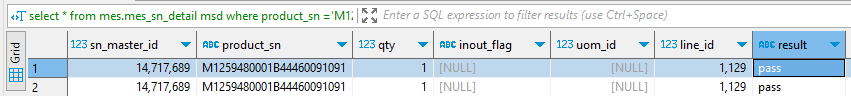 select * from mes.mes_sn_detail msd where product_sn ='M12
Enter a SQL expression to filter results (use Ctrl+Space)
Grid
123 sn_master_id ABC product_sn 123 qty ABC inout_flag 123 uom_id 123 line_id ABC result
1 14,717,689 M1259480001B44460091091 1 [NULL] [NULL] 1,129 pass
2 14,717,689 M1259480001B44460091091 1 [NULL] [NULL] 1,129 pass